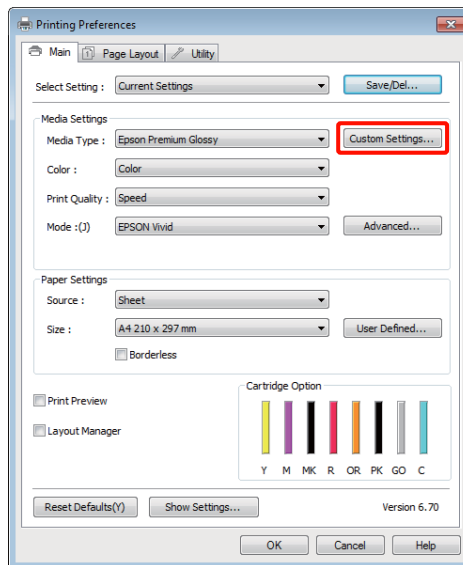 Printing Preferences
Main Page Layout Utility
Select Setting : Current Settings Save/Del...
Media Settings
Media Type : Epson Premium Glossy Custom Settings...
Color : Color
Print Quality : Speed
Mode :(J) EPSON Vivid Advanced...
Paper Settings
Source : Sheet
Size : A4 210 x 297 mm User Defined...
Borderless
Cartridge Option
Print Preview
Layout Manager
Y M MK R OR PK GO C
Reset Defaults(Y) Show Settings... Version 6.70
OK Cancel Help